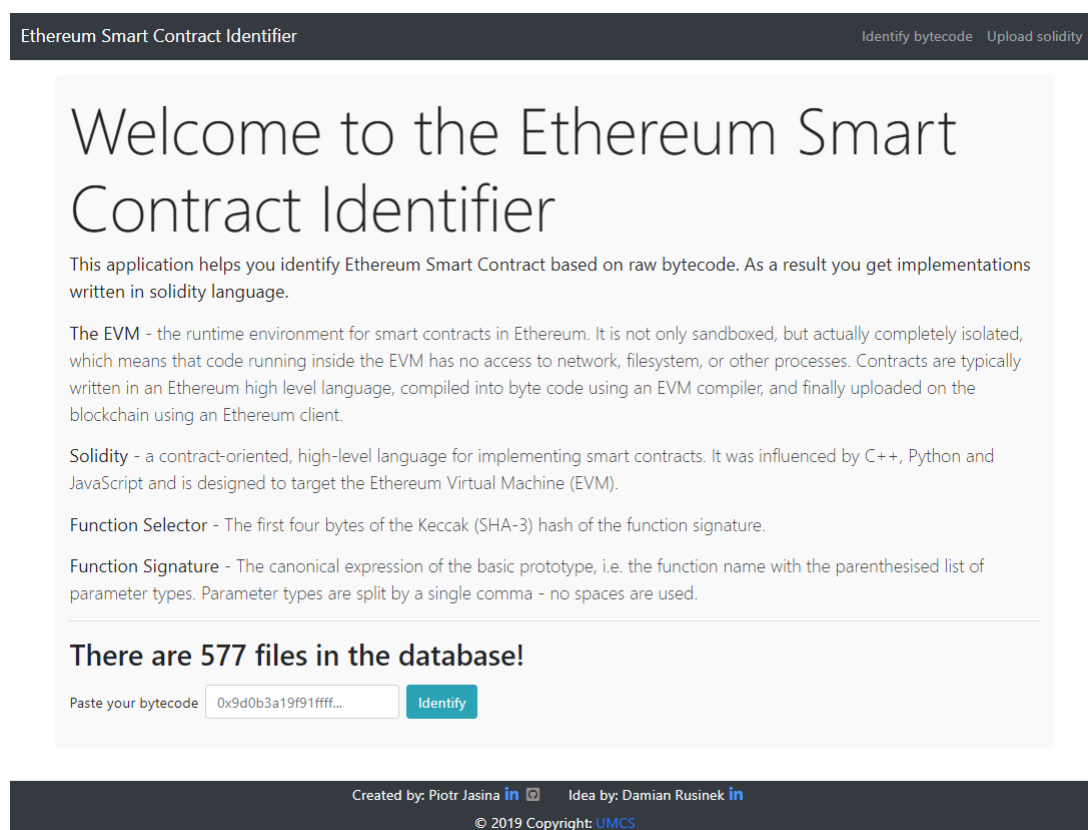 Ethereum Smart Contract Identifier
Identify bytecode Upload solidity
Welcome to the Ethereum Smart
Contract Identifier
This application helps you identify Ethereum Smart Contract based on raw bytecode. As a result you get implementations
written in solidity language.
The EVM - the runtime environment for smart contracts in Ethereum. It is not only sandboxed, but actually completely isolated,
which means that code running inside the EVM has no access to network, filesystem, or other processes. Contracts are typically
written in an Ethereum high level language, compiled into byte code using an EVM compiler, and finally uploaded on the
blockchain using an Ethereum client.
Solidity - a contract-oriented, high-level language for implementing smart contracts. It was influenced by C++, Python and
JavaScript and is designed to target the Ethereum Virtual Machine (EVM).
Function Selector - The first four bytes of the Keccak (SHA-3) hash of the function signature.
Function Signature - The canonical expression of the basic prototype, i.e. the function name with the parenthesised list of
parameter types. Parameter types are split by a single comma - no spaces are used.
There are 577 files in the database!
Paste your bytecode 0x9d0b3a19f91ffff... Identify
Created by: Piotr Jasina in Idea by: Damian Rusinek in
© 2019 Copyright: UMCS